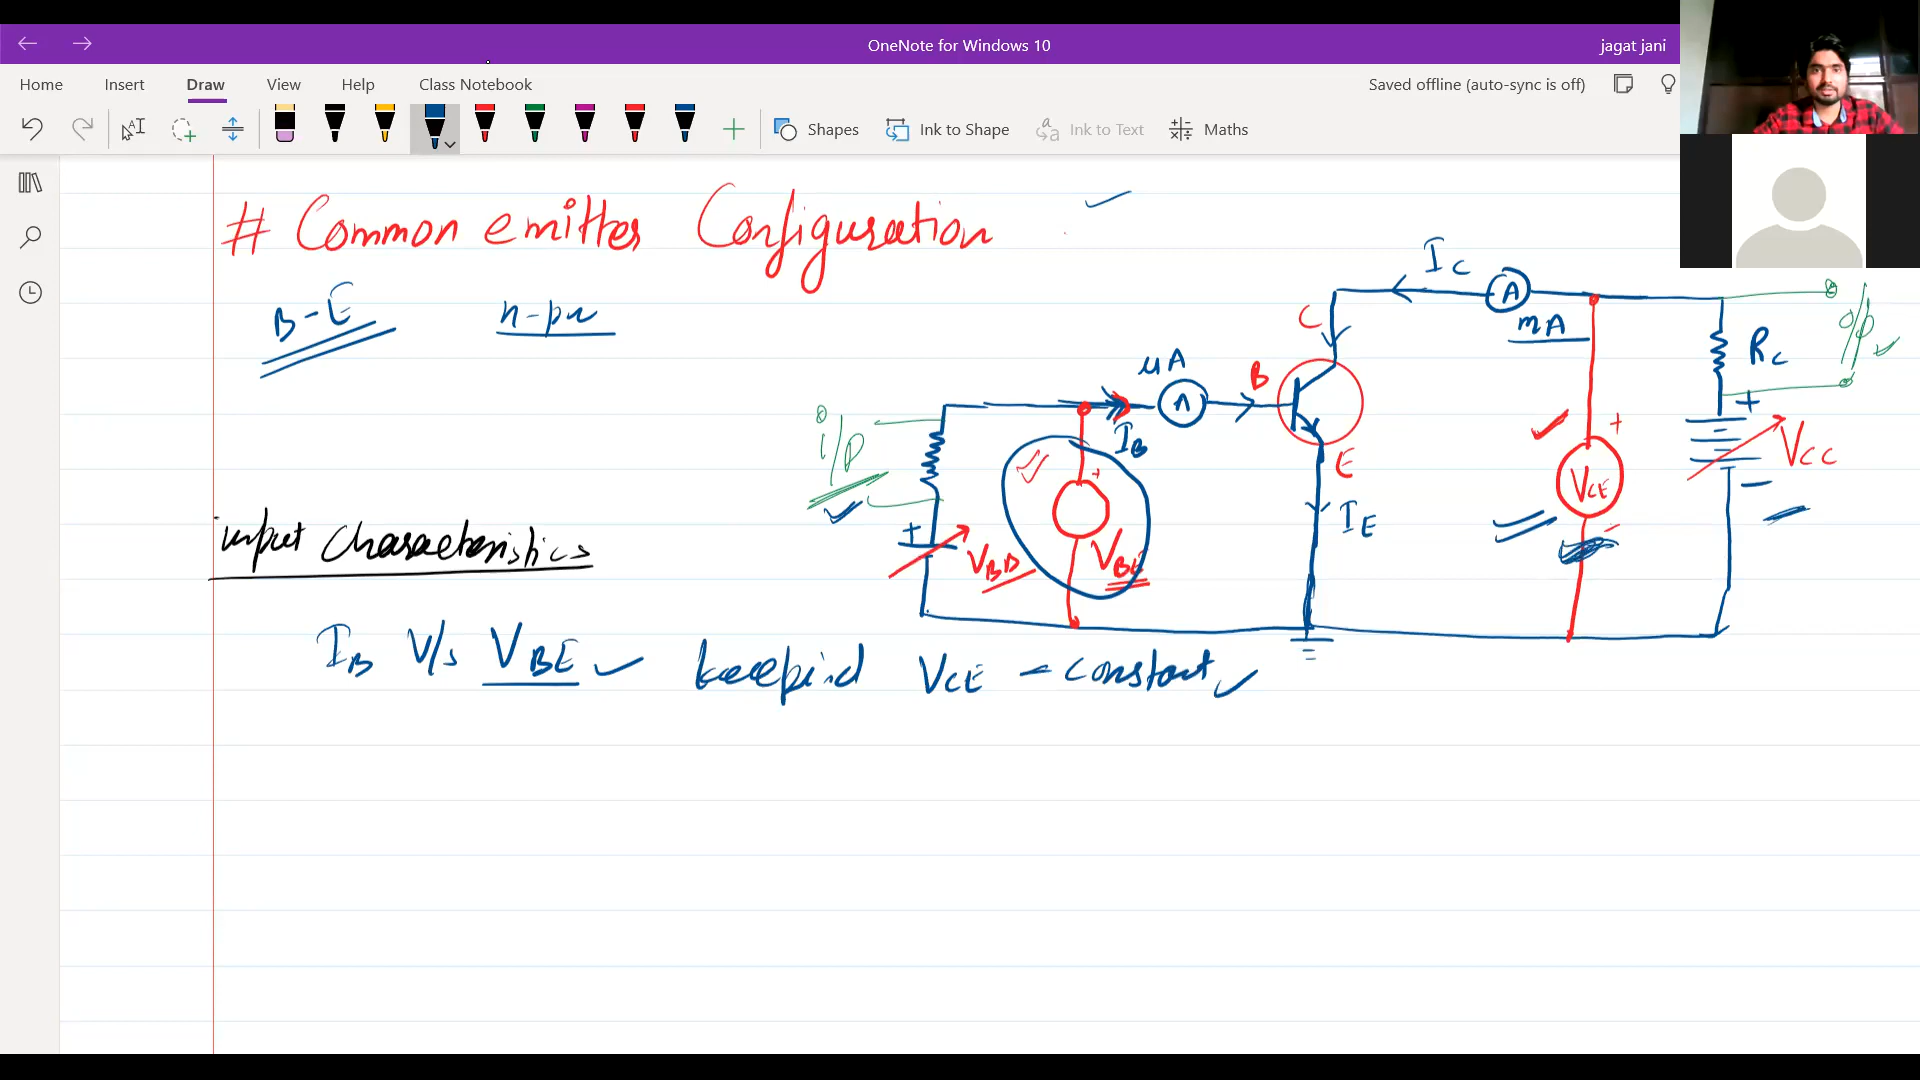 OneNote for Windows 10
jagat jani
Home Insert Draw View Help Class Notebook
Saved offline (auto-sync is off)
Shapes Ink to Shape Ink to Text Maths
# Common emitter Configuration
B-E n-pn
IC
A
mA
C
RC
o/p
μA
A
B
IB
i/p
+
+
+
VCC
E
VCE
-
-
IE
+
VBB
VBE
input characteristics
IB V/s VBE keepind VCE - constant